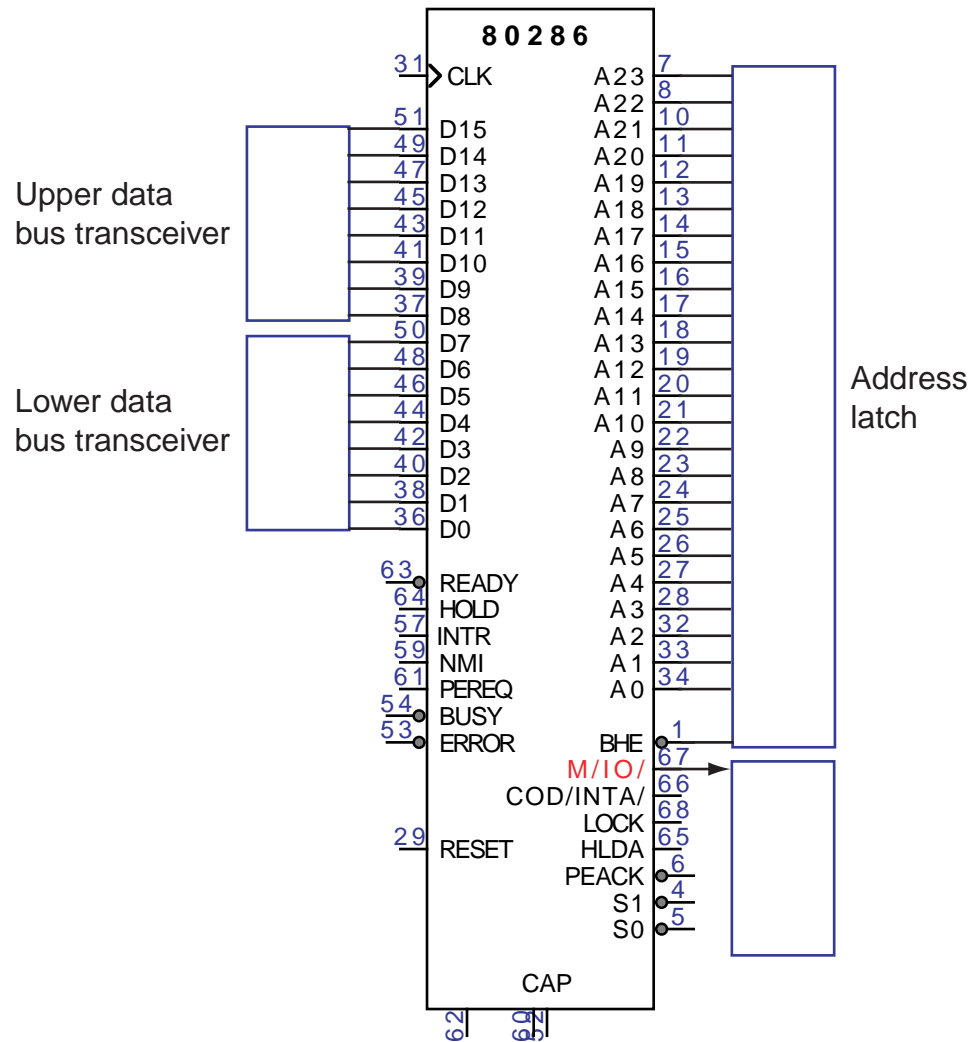 80286
31 CLK A23 7
A22 8
51 D15 A21 10
49 D14 A20 11
47 D13 A19 12
45 D12 A18 13
43 D11 A17 14
41 D10 A16 15
39 D9 A15 16
37 D8 A14 17
50 D7 A13 18
48 D6 A12 19
46 D5 A11 20
44 D4 A10 21
42 D3 A9 22
40 D2 A8 23
38 D1 A7 24
36 D0 A6 25
A5 26
63 READY A4 27
64 HOLD A3 28
57 INTR A2 32
59 NMI A1 33
61 PEREQ A0 34
54 BUSY
53 ERROR BHE 1
M/IO/ 67
COD/INTA/ 66
LOCK 68
29 RESET HLDA 65
PEACK 6
S1 4
S0 5
CAP
62 60
Upper data
bus transceiver
Lower data
bus transceiver
Address
latch